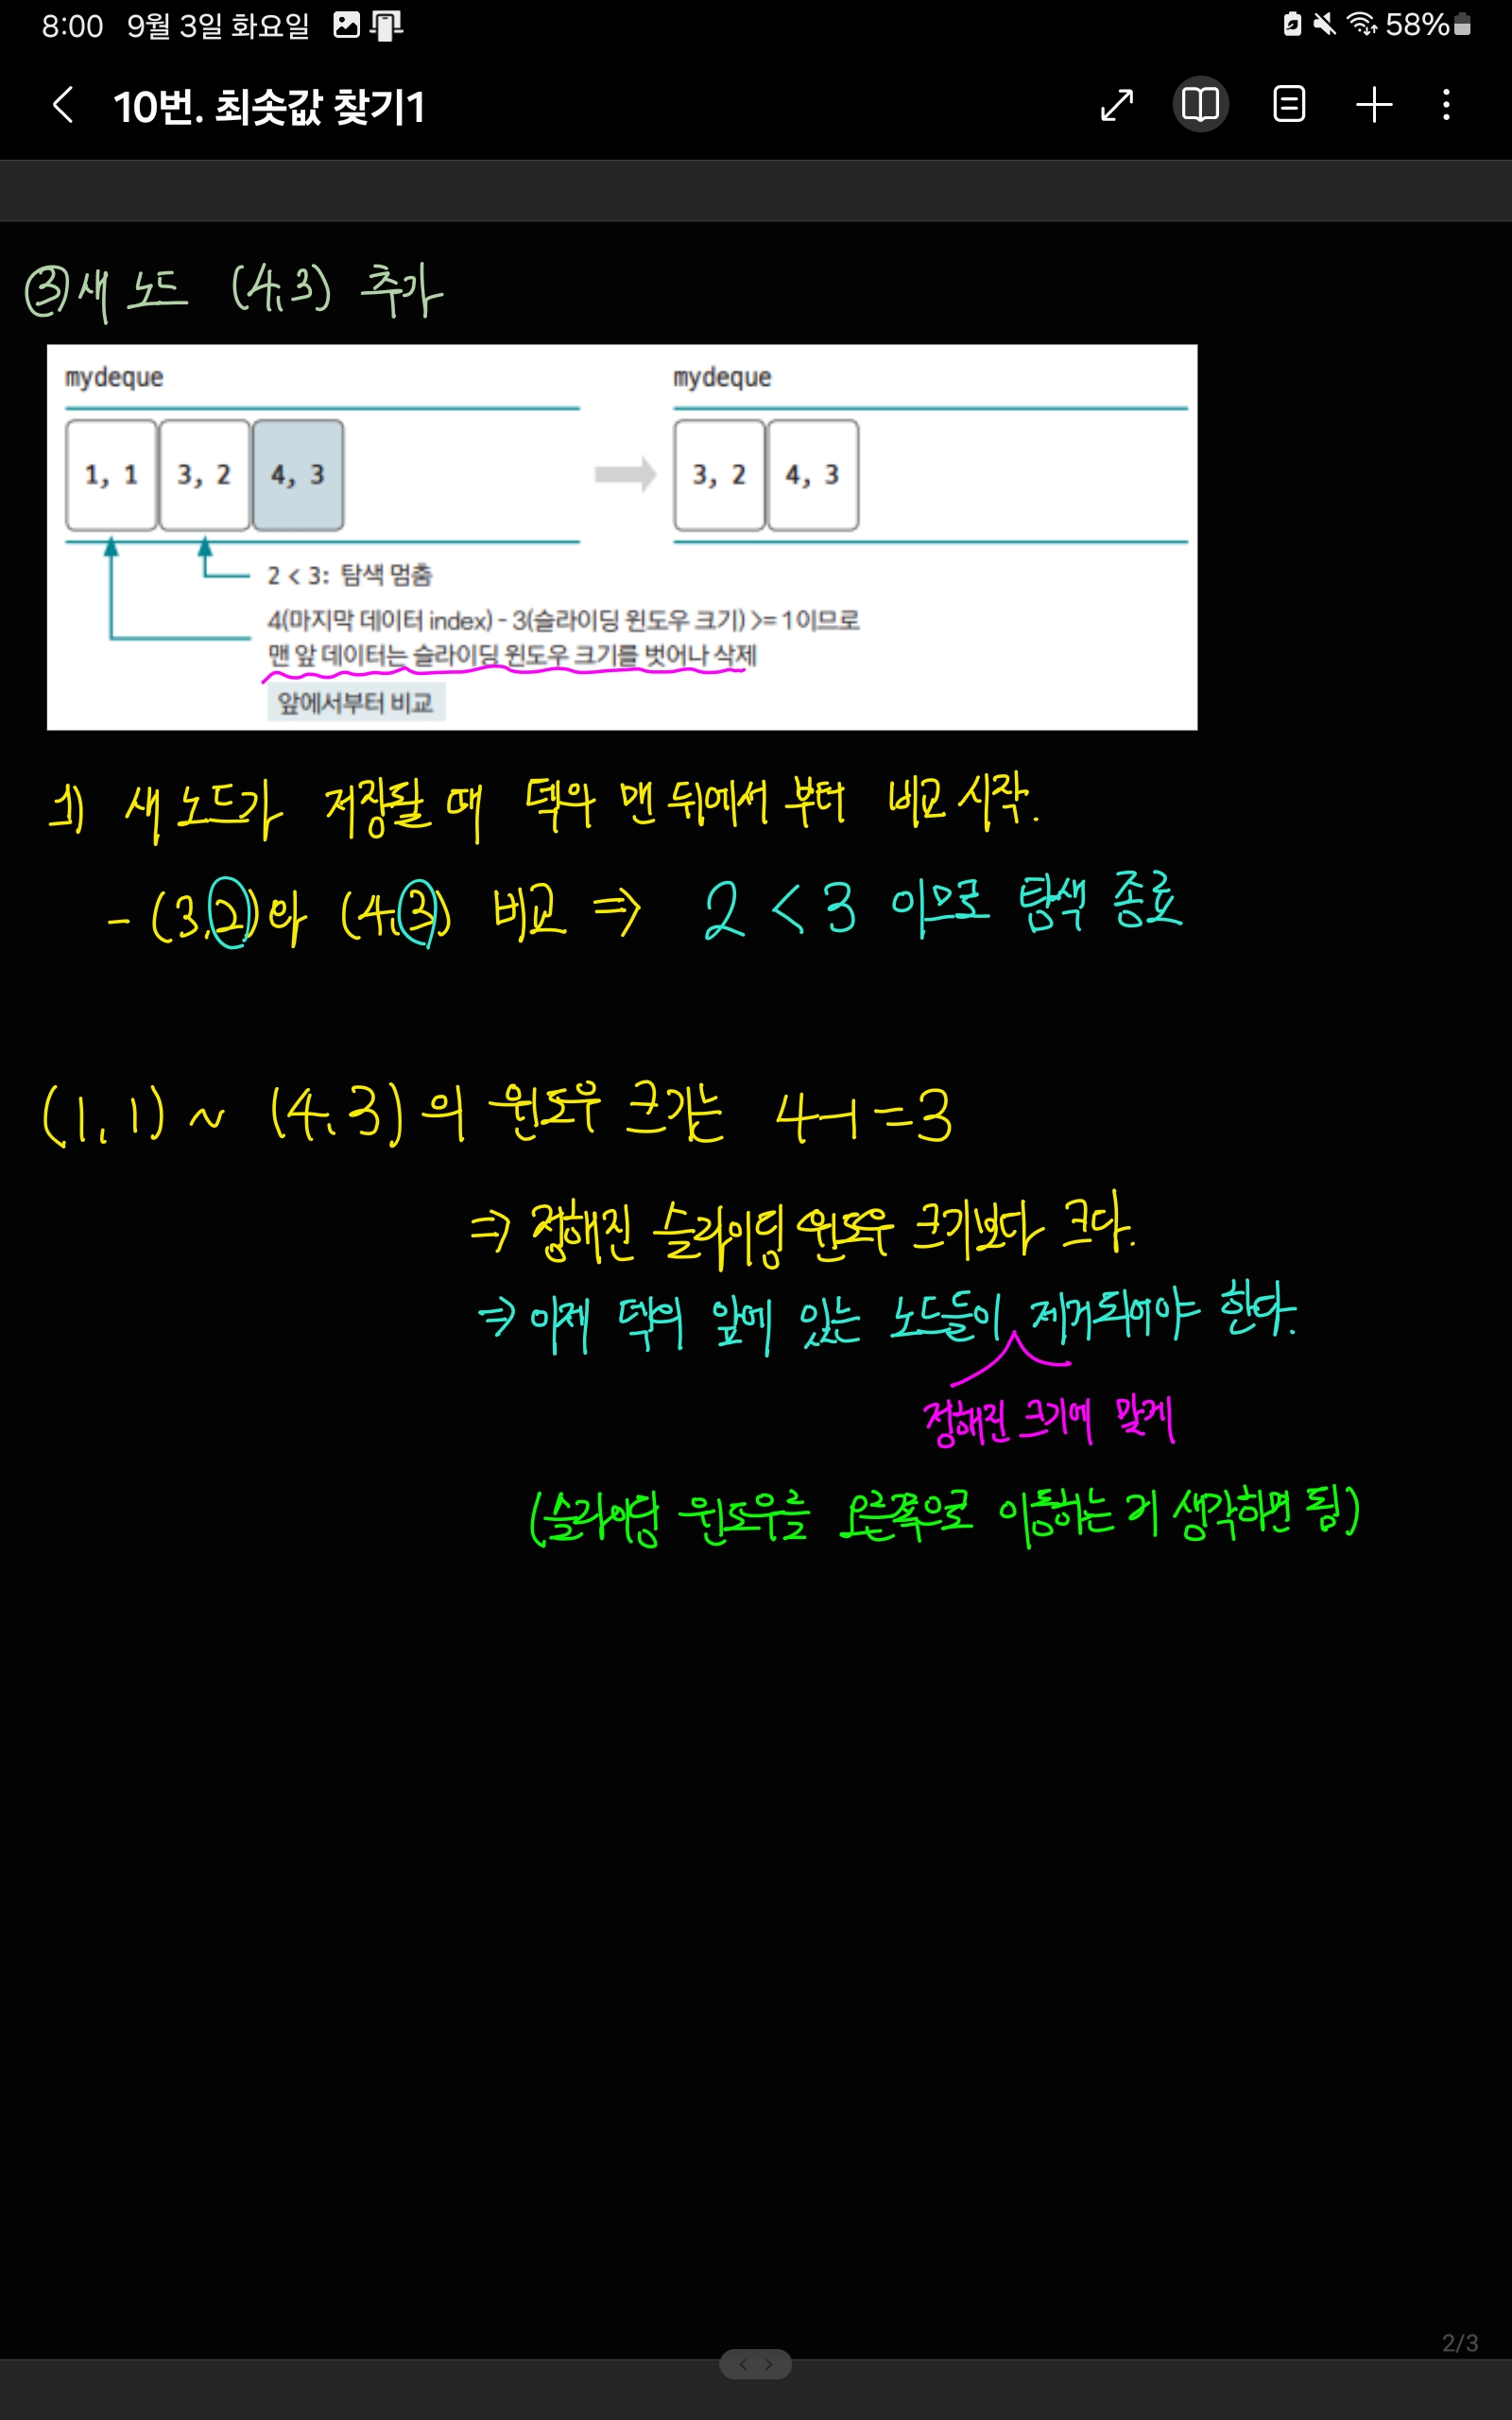 8:00 9월 3일 화요일 58%
10번. 최솟값 찾기1
③새 노드 (4,3) 추가
mydeque mydeque
1, 1 3, 2 4, 3 3, 2 4, 3
2 < 3: 탐색 멈춤
4(마지막 데이터 index) - 3(슬라이딩 윈도우 크기) >= 1이므로
맨 앞 데이터는 슬라이딩 윈도우 크기를 벗어나 삭제
앞에서부터 비교
1) 새 노드가 저장될 때 덱의 맨 뒤에서 부터 비교 시작.
- (3,2)와 (4,3) 비교 ⇒ 2 < 3 이므로 탐색 종료
(1,1) ~ (4,3)의 윈도우 크기는 4-1=3
⇒ 정해진 슬라이딩 윈도우 크기보다 크다.
⇒ 이제 덱의 앞에 있는 노드들이 제거되어야 한다.
정해진 크기에 맞게
(슬라이딩 윈도우를 오른쪽으로 이동하는 거 생각하면 됨)
2/3